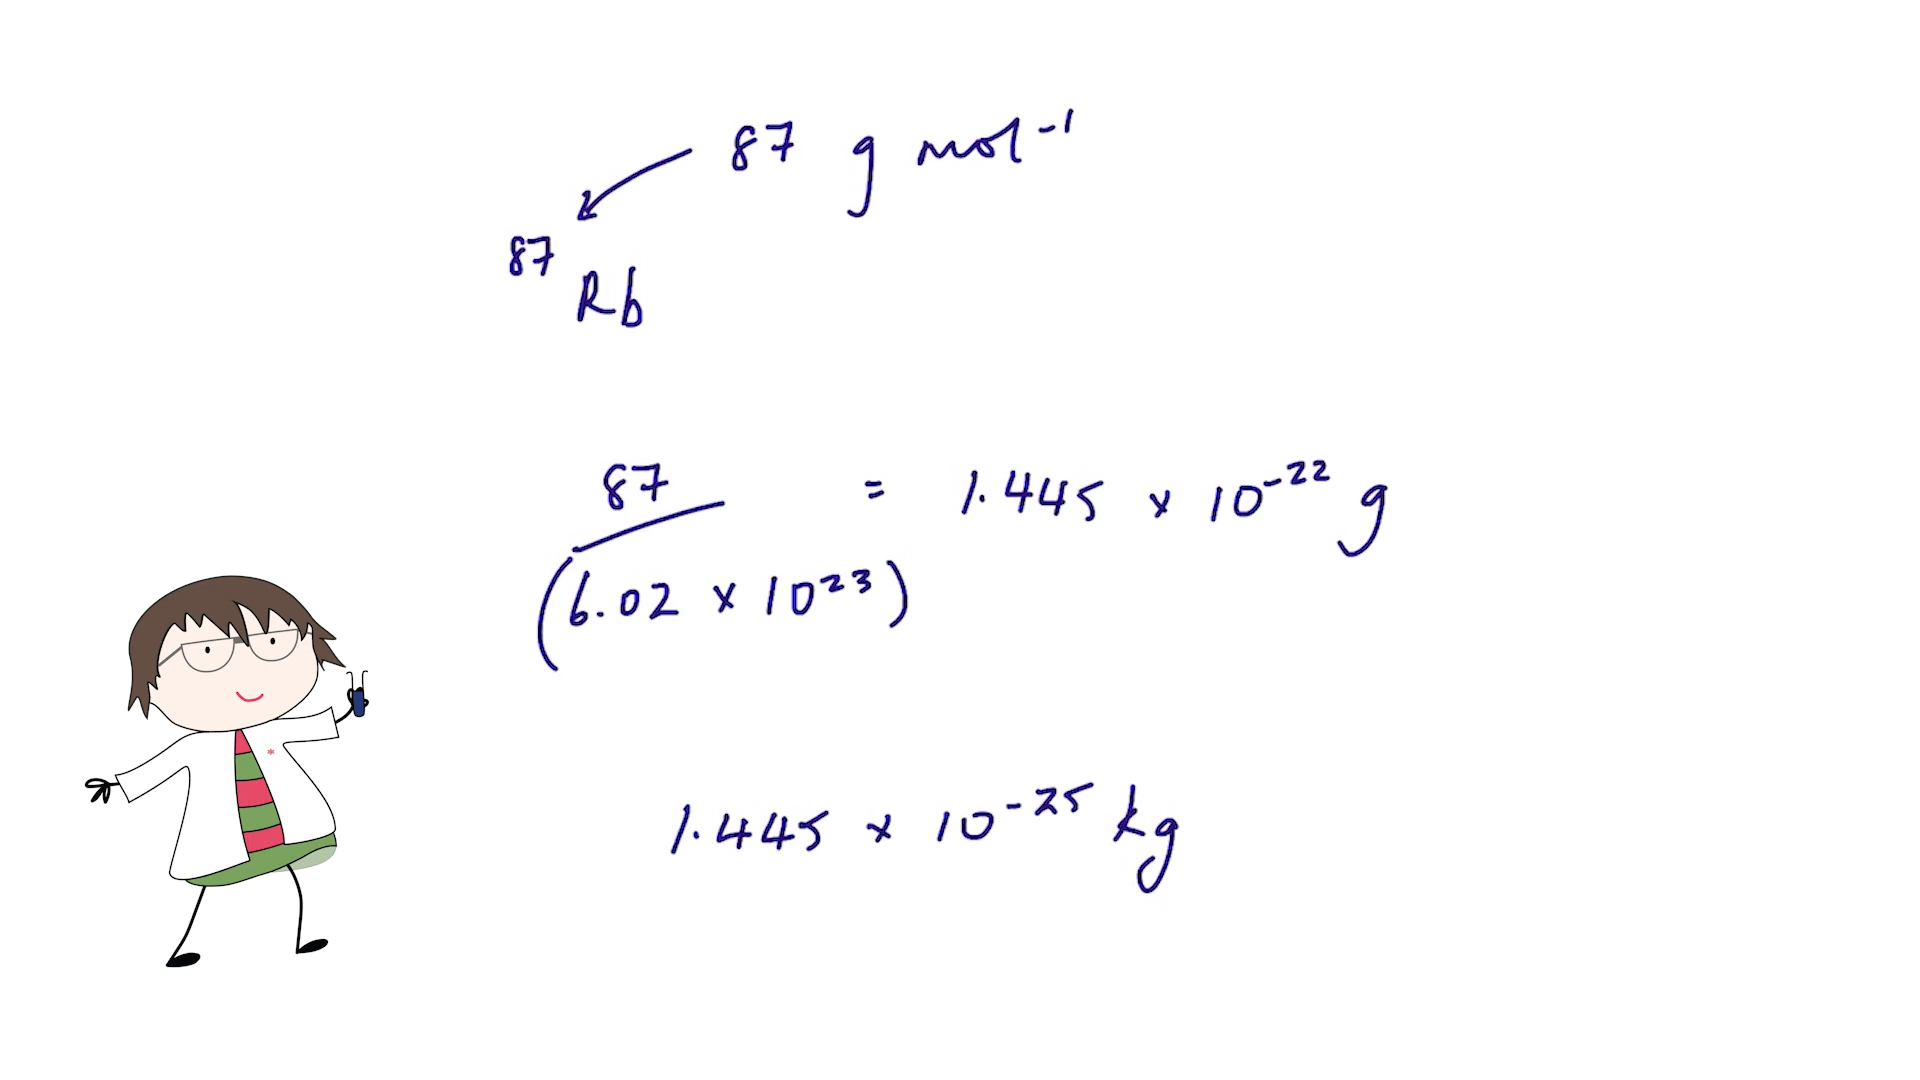 87 g mol⁻¹
⁸⁷Rb
87
= 1.445 × 10⁻²² g
(6.02 × 10²³)
1.445 × 10⁻²⁵ kg